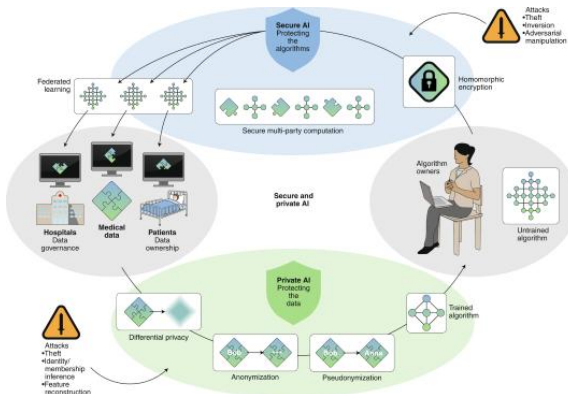 Secure AI
Protecting
the
algorithms
Attacks
•Theft
•Inversion
•Adversarial
manipulation
Federated
learning
Homomorphic
encryption
Secure multi-party computation
Hospitals
Data
governance
Medical
data
Patients
Data
ownership
Secure and
private AI
Algorithm
owners
Untrained
algorithm
Private AI
Protecting
the
data
Differential privacy
Bob
Anonymization
Bob
Anna
Pseudonymization
Trained
algorithm
Attacks
•Theft
•Identity/
membership
inference
•Feature
reconstruction